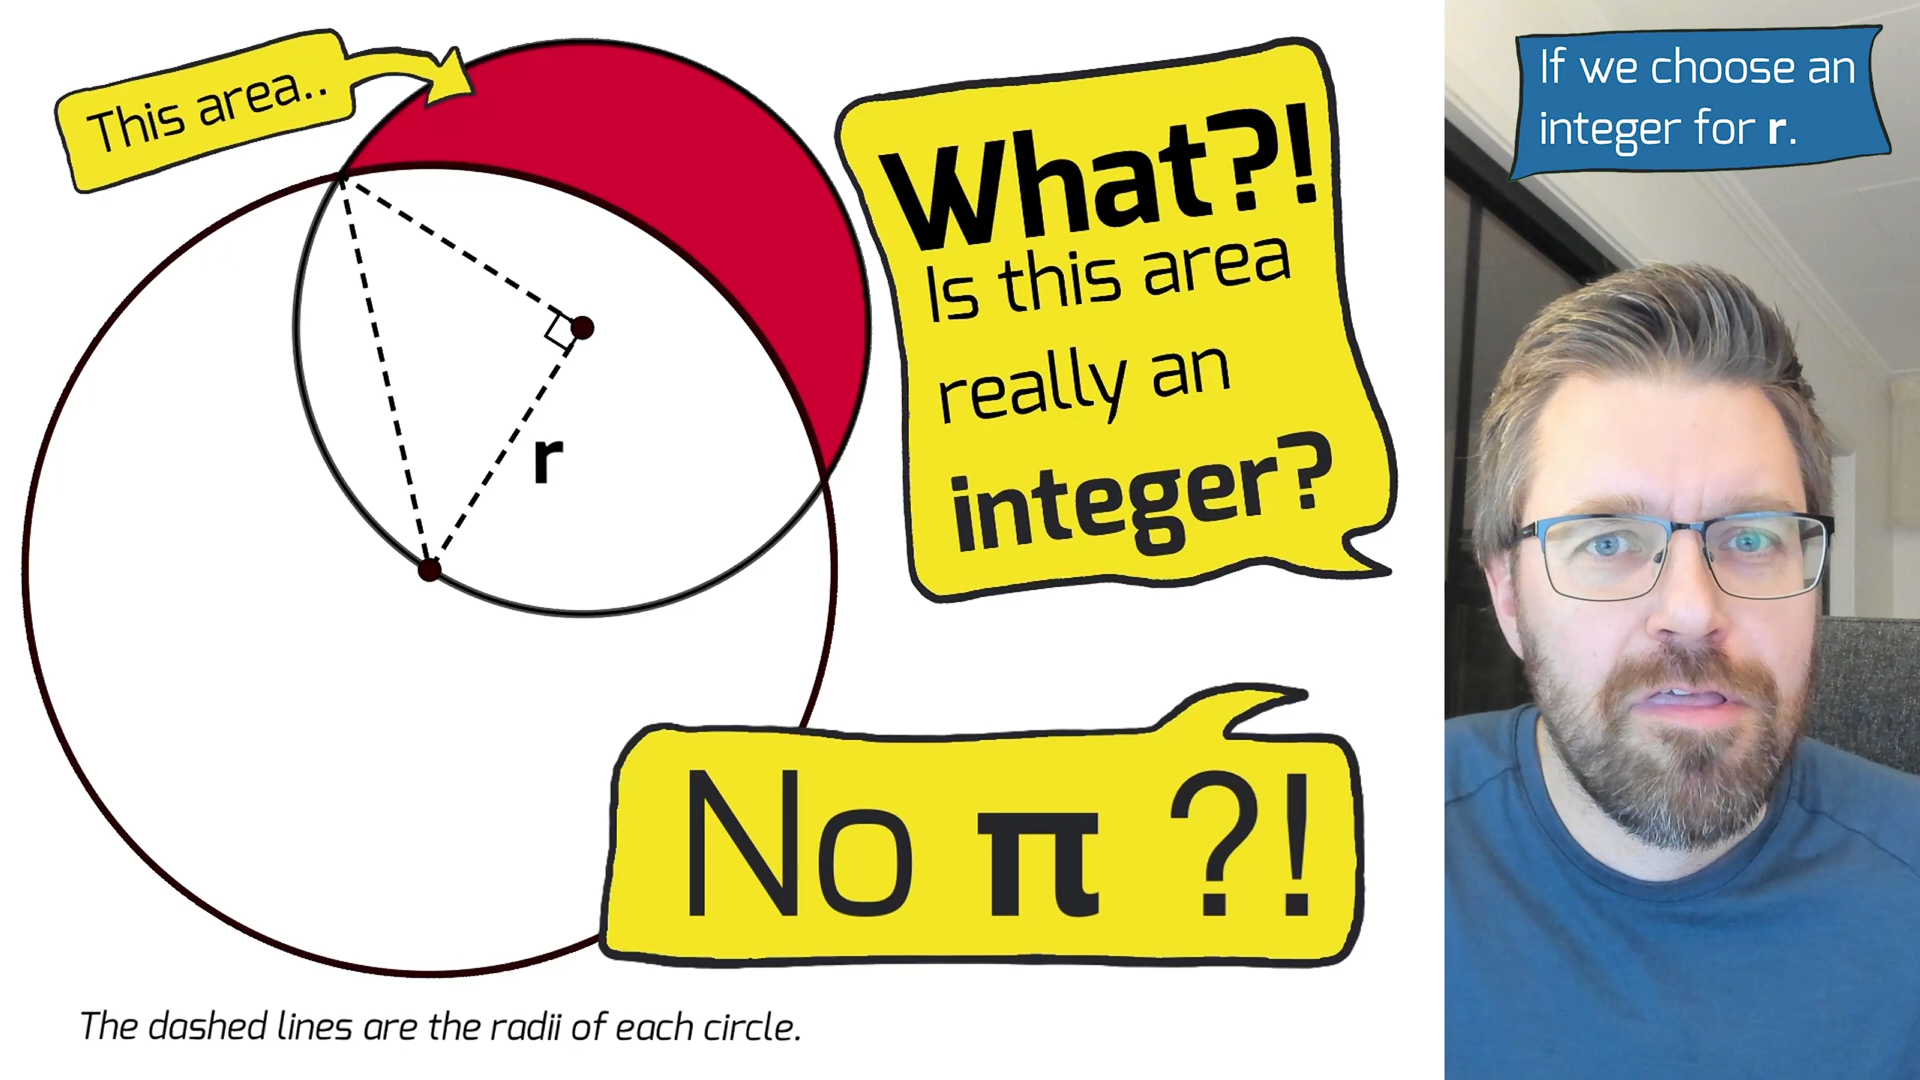 This area..
What?!
Is this area
really an
integer?
r
No π ?!
The dashed lines are the radii of each circle.
If we choose an
integer for r.